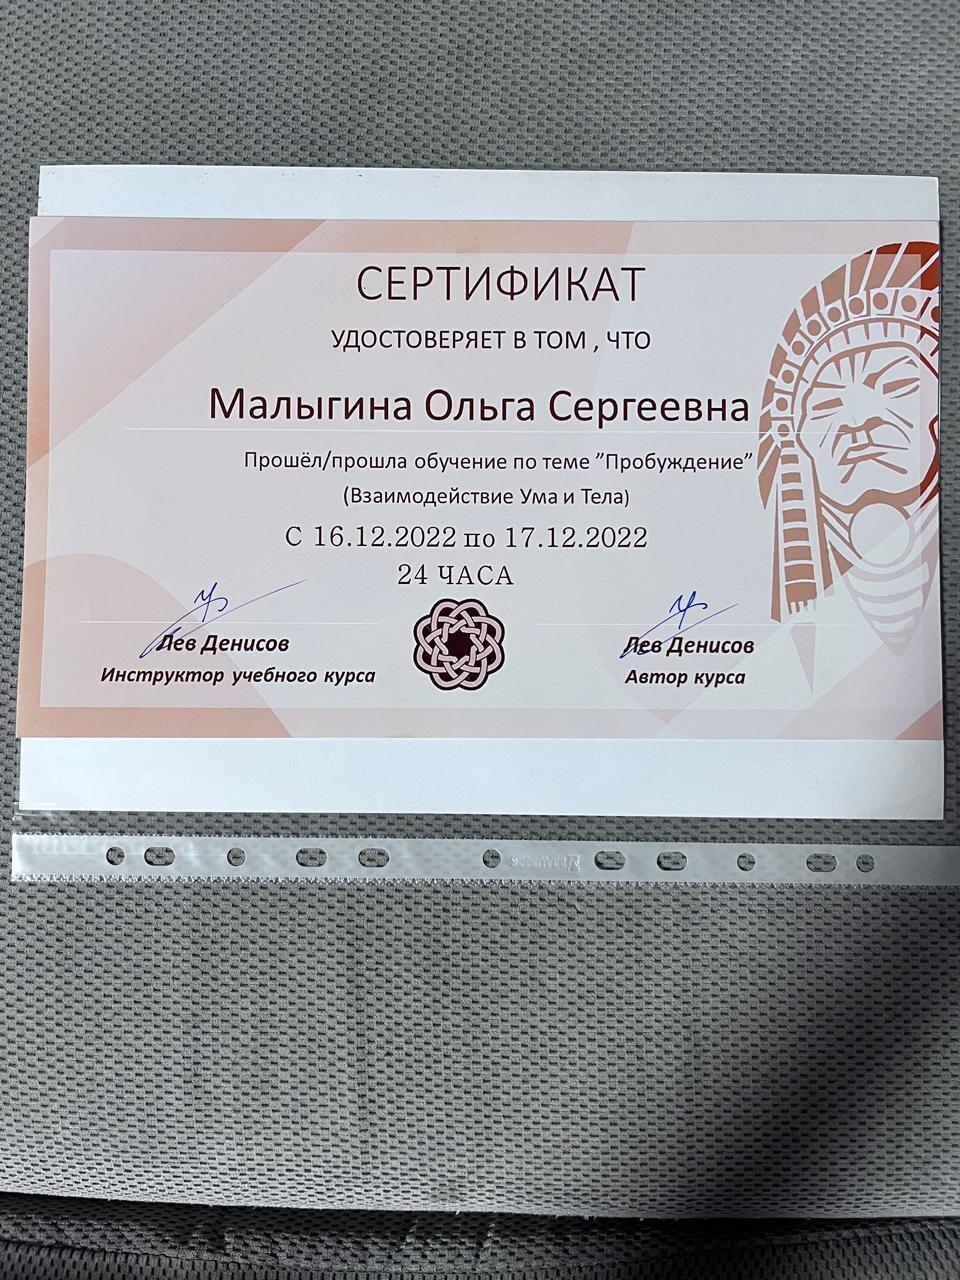 СЕРТИФИКАТ
УДОСТОВЕРЯЕТ В ТОМ , ЧТО
Малыгина Ольга Сергеевна
Прошёл/прошла обучение по теме ”Пробуждение”
(Взаимодействие Ума и Тела)
С 16.12.2022 по 17.12.2022
24 ЧАСА
Лев Денисов
Инструктор учебного курса
Лев Денисов
Автор курса